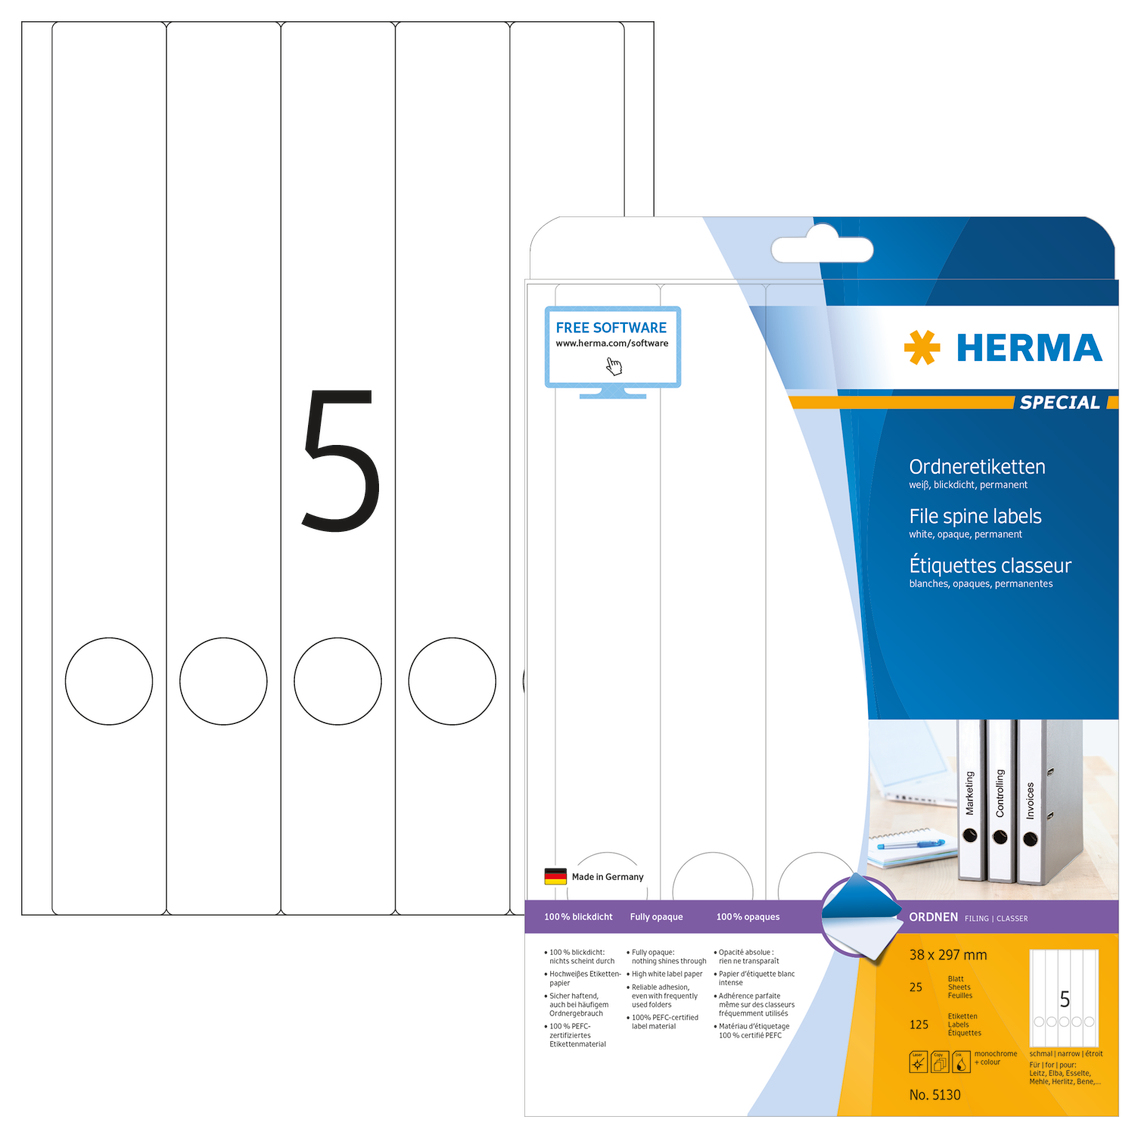 5
FREE SOFTWARE
www.herma.com/software
HERMA
SPECIAL
Ordneretiketten
weiß, blickdicht, permanent
File spine labels
white, opaque, permanent
Étiquettes classeur
blanches, opaques, permanentes
Marketing
Controlling
Invoices
Made in Germany
100 % blickdicht
Fully opaque
100 % opaques
ORDNEN FILING | CLASSER
• 100 % blickdicht:
nichts scheint durch
• Hochweißes Etiketten-
papier
• Sicher haftend,
auch bei häufigem
Ordnergebrauch
• 100 % PEFC-
zertifiziertes
Etikettenmaterial
• Fully opaque:
nothing shines through
• High white label paper
• Reliable adhesion,
even with frequently
used folders
• 100% PEFC-certified
label material
• Opacité absolue :
rien ne transparaît
• Papier d'étiquette blanc
intense
• Adhérence parfaite
même sur des classeurs
fréquemment utilisés
• Matériau d'étiquetage
100 % certifié PEFC
38 x 297 mm
25
Blatt
Sheets
Feuilles
125
Etiketten
Labels
Étiquettes
Laser
Copy
Ink
monochrome
+ colour
No. 5130
5
schmal | narrow | étroit
Für | for | pour:
Leitz, Elba, Esselte,
Mehle, Herlitz, Bene,...